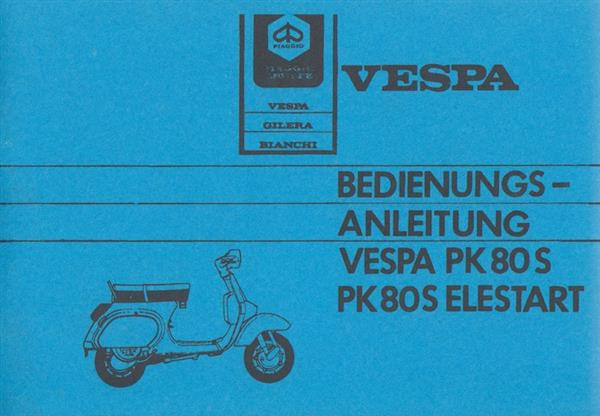 PIAGGIO
VESPA
VESPA
GILERA
BIANCHI
BEDIENUNGS-
ANLEITUNG
VESPA PK 80 S
PK 80 S ELESTART